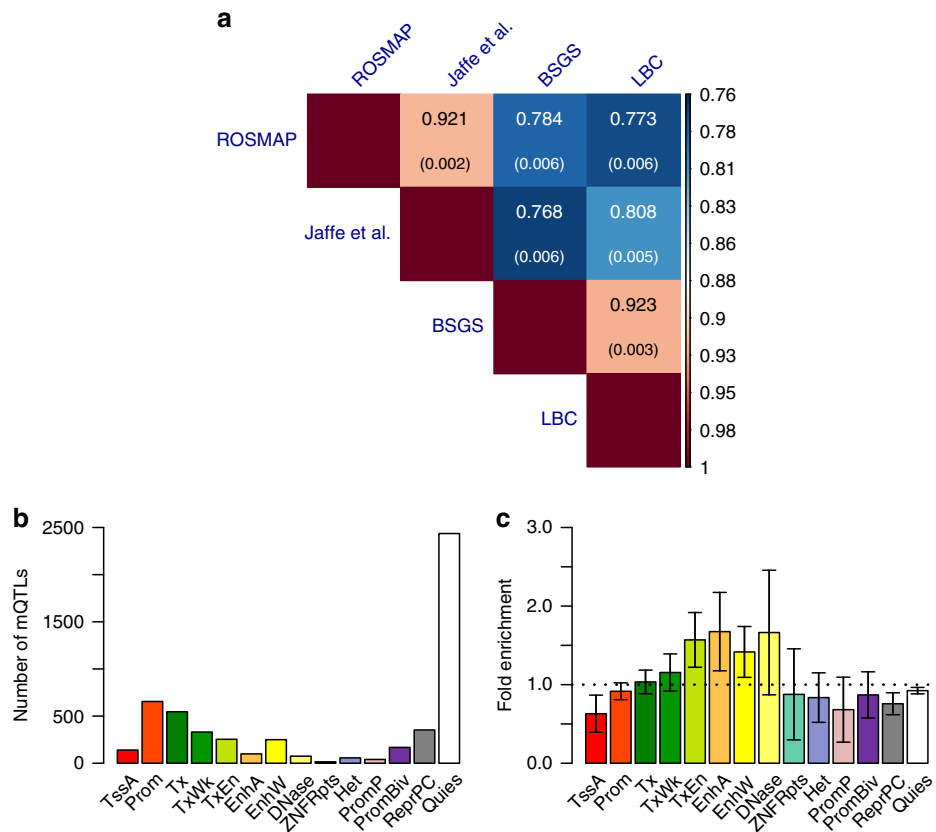 a
ROSMAP
Jaffe et al.
BSGS
LBC
ROSMAP
0.921
0.784
0.773
(0.002)
(0.006)
(0.006)
Jaffe et al.
0.768
0.808
(0.006)
(0.005)
BSGS
0.923
(0.003)
LBC
0.76
0.78
0.81
0.83
0.86
0.88
0.9
0.93
0.95
0.98
1
b
Number of mQTLs
2500
1500
500
0
TssA
Prom
Tx
TxWk
TxEn
EnhA
EnhW
DNase
ZNFRpts
Het
PromP
PromBiv
ReprPC
Quies
c
Fold enrichment
3.0
2.0
1.0
0.0
TssA
Prom
Tx
TxWk
TxEn
EnhA
EnhW
DNase
ZNFRpts
Het
PromP
PromBiv
ReprPC
Quies